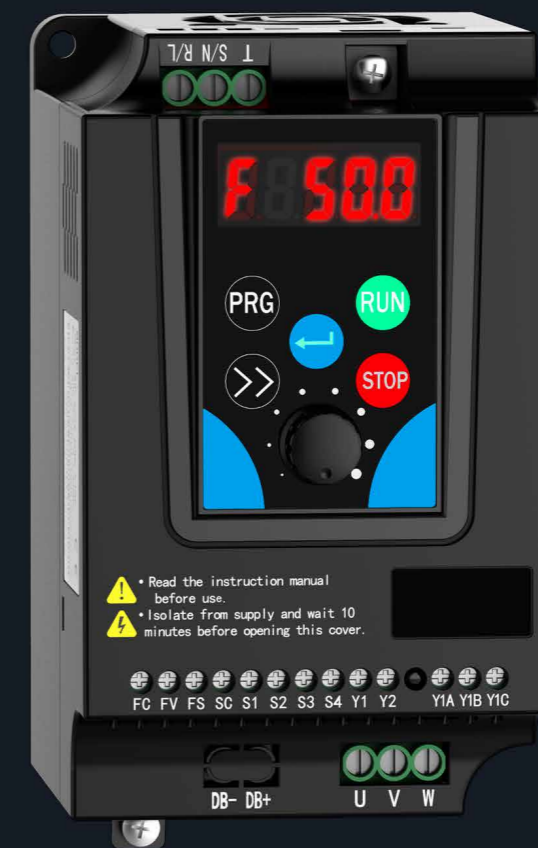 R/L S/N T
F 50.0
PRG
RUN
STOP
• Read the instruction manual
before use.
• Isolate from supply and wait 10
minutes before opening this cover.
FC FV FS SC S1 S2 S3 S4 Y1 Y2 Y1A Y1B Y1C
DB- DB+
U V W